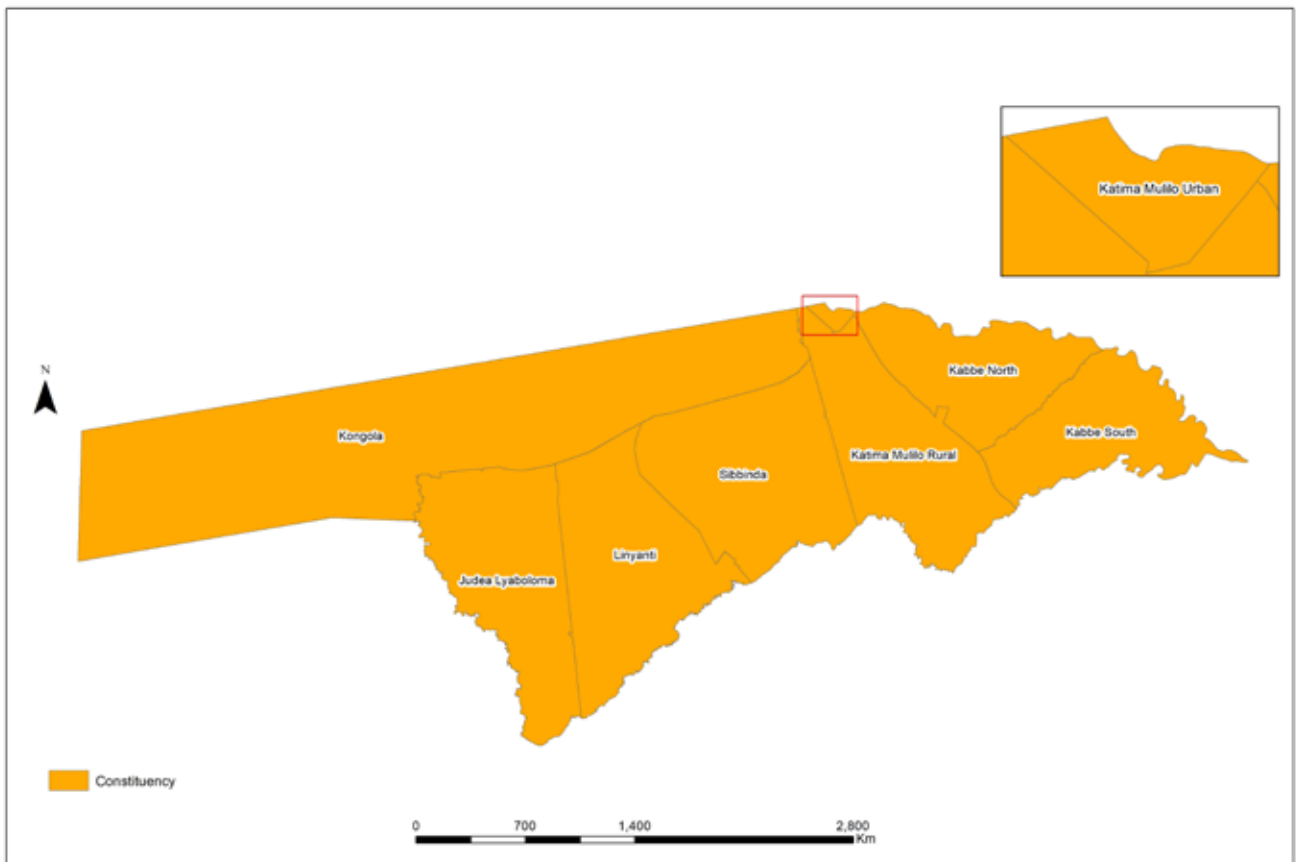 Katima Mulilo Urban
N
Kabbe North
Kongola
Kabbe South
Katima Mulilo Rural
Sibbinda
Linyanti
Judea Lyaboloma
Constituency
0 700 1,400 2,800
Km